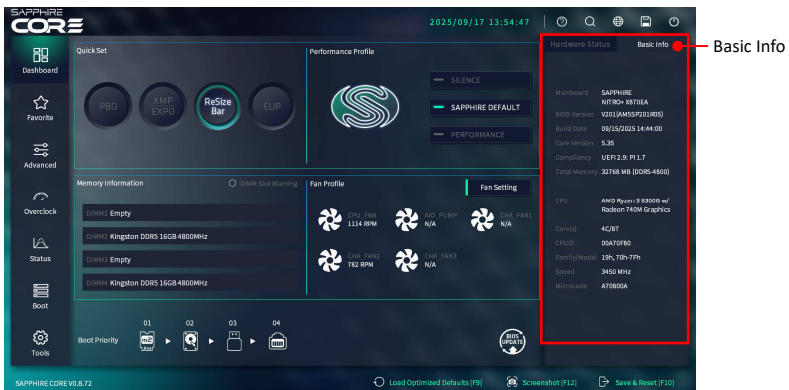 SAPPHIRE
CORE
2025/09/17 13:54:47
Hardware Status
Basic Info
Basic Info
Dashboard
Favorite
Advanced
Overclock
Status
Boot
Tools
Quick Set
PBO
XMP
EXPO
ReSize
Bar
EUP
Performance Profile
SILENCE
SAPPHIRE DEFAULT
PERFORMANCE
Memory Information
DIMM Slot Warning
DIMM1 Empty
DIMM2 Kingston DDR5 16GB 4800MHz
DIMM3 Empty
DIMM4 Kingston DDR5 16GB 4800MHz
Fan Profile
Fan Setting
CPU_FAN
1114 RPM
AIO_PUMP
N/A
CHA_FAN1
N/A
CHA_FAN2
782 RPM
CHA_FAN3
N/A
Boot Priority
01
02
03
04
m2
BIOS
UPDATE
Mainboard SAPPHIRE
NITRO+ X870EA
BIOS Version V201(AM5SP201R05)
Build Date 09/15/2025 14:44:00
Core Version 5.35
Compliancy UEFI 2.9; PI 1.7
Total Memory 32768 MB (DDR5-4800)
CPU AMD Ryzen 3 8300G w/
Radeon 740M Graphics
Core(s) 4C/8T
CPUID 00A70F80
Family/Model 19h, 70h-7Fh
Speed 3450 MHz
Microcode A70800A
SAPPHIRE CORE V0.8.72
Load Optimized Defaults [F9]
Screenshot [F12]
Save & Reset [F10]